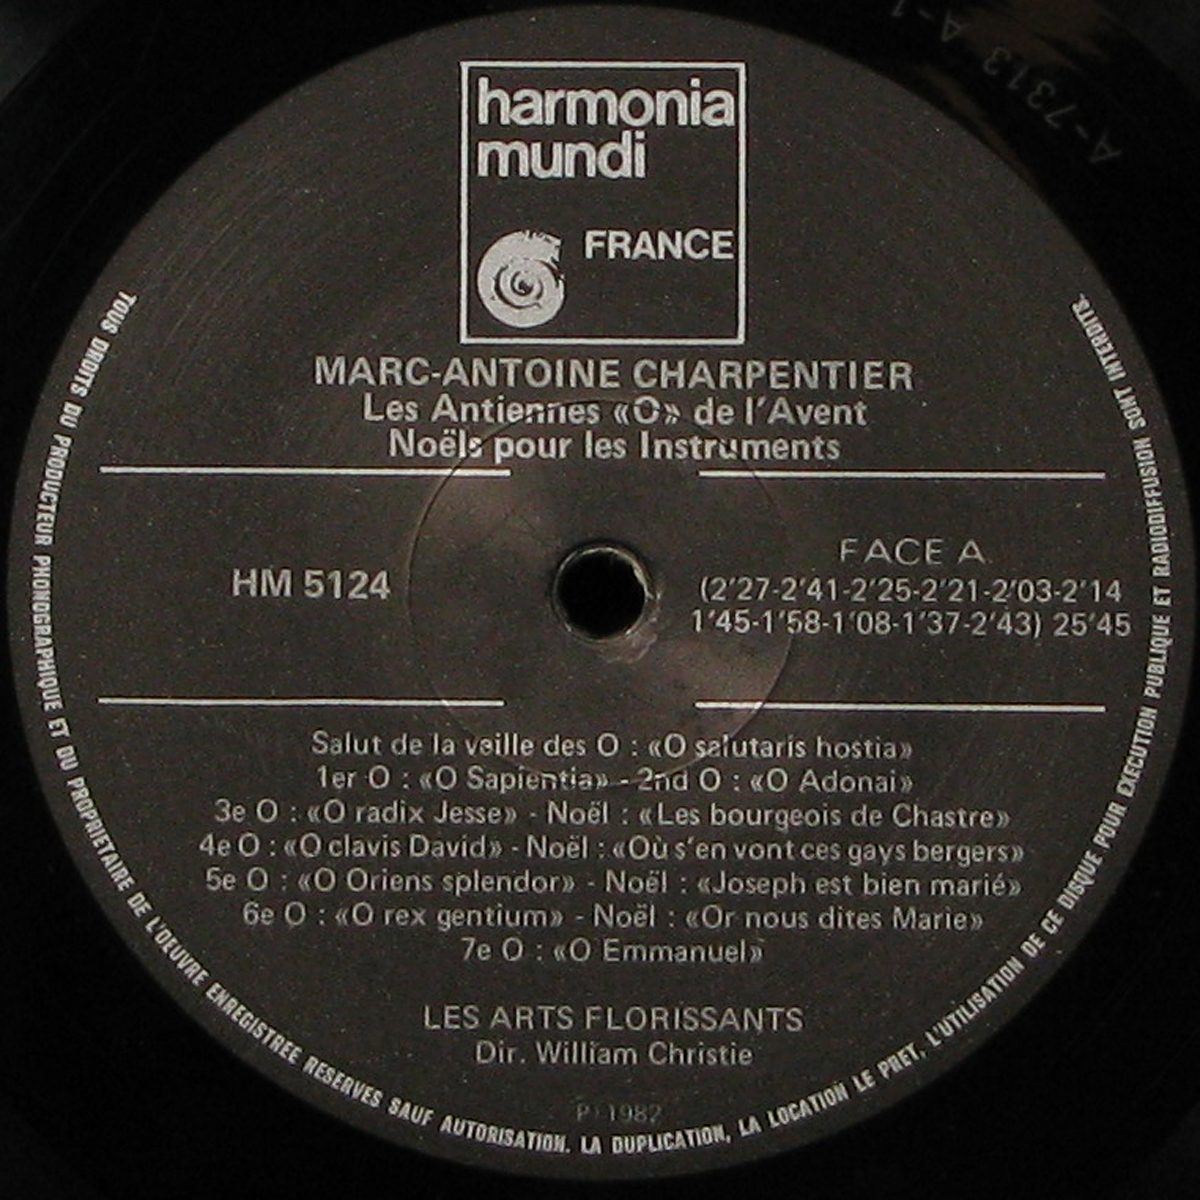 harmonia
mundi
FRANCE
MARC-ANTOINE CHARPENTIER
Les Antiennes «O» de l'Avent
Noëls pour les Instruments
HM 5124
FACE A
(2'27-2'41-2'25-2'21-2'03-2'14
1'45-1'58-1'08-1'37-2'43) 25'45
Salut de la veille des O : «O salutaris hostia»
1er O : «O Sapientia» - 2nd O : «O Adonai»
3e O : «O radix Jesse» - Noël : «Les bourgeois de Chastre»
4e O : «O clavis David» - Noël : «Où s'en vont ces gays bergers»
5e O : «O Oriens splendor» - Noël : «Joseph est bien marié»
6e O : «O rex gentium» - Noël : «Or nous dites Marie»
7e O : «O Emmanuel»
LES ARTS FLORISSANTS
Dir. William Christie
P 1982
TOUS DROITS DU PRODUCTEUR PHONOGRAPHIQUE ET DU PROPRIETAIRE DE L'OEUVRE ENREGISTREE RESERVES SAUF AUTORISATION. LA DUPLICATION, LA LOCATION LE PRET, L'UTILISATION DE CE DISQUE POUR EXECUTION PUBLIQUE ET RADIODIFFUSION SONT INTERDITS.
A-7313 A-1